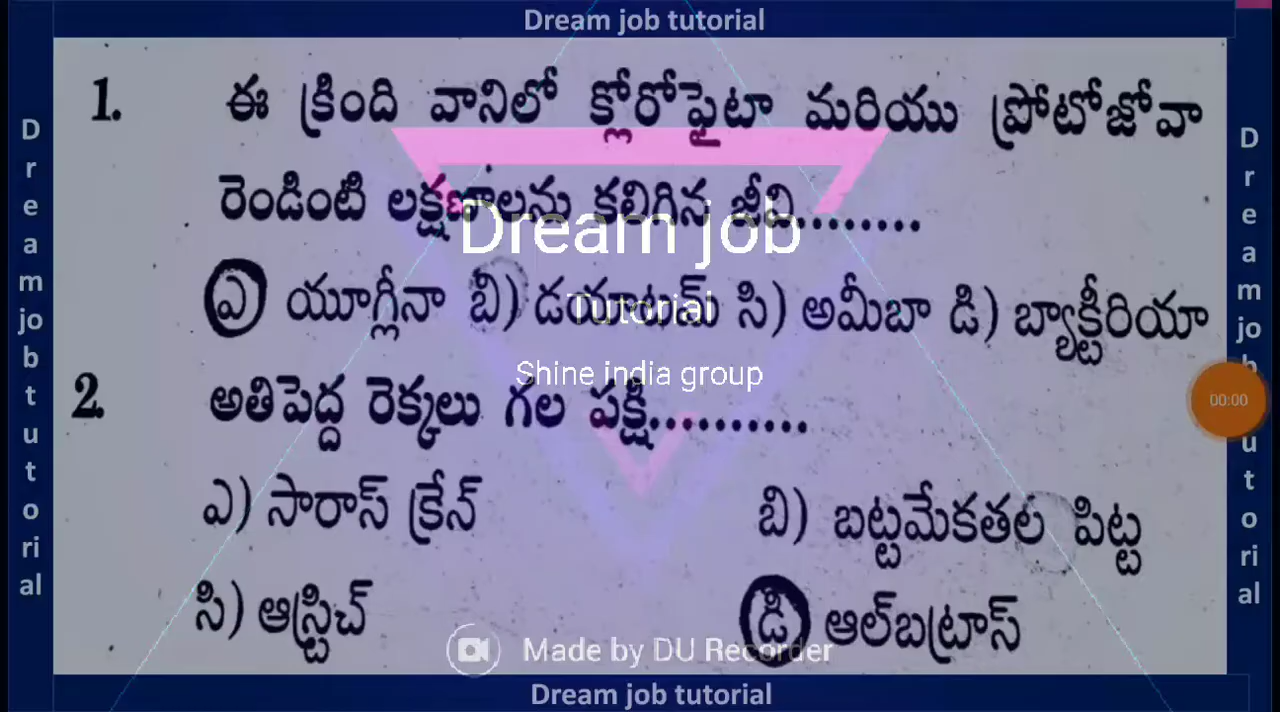 Dream job tutorial
1. ఈ క్రింది వానిలో క్లోరోఫైటా మరియు ప్రోటోజోవా
రెండింటి లక్షణాలను కలిగిన జీవి........
ఎ) యూగ్లీనా బి) డయాటమ్ సి) అమీబా డి) బ్యాక్టీరియా
2. అతిపెద్ద రెక్కలు గల పక్షి..........
ఎ) సారాస్ క్రేన్ బి) బట్టమేకతల పిట్ట
సి) ఆస్ట్రిచ్ డి) ఆల్‌బట్రాస్
Dream job
Tutorial
Shine india group
00:00
Made by DU Recorder
Dream job tutorial
Dream job tutorial
Dream job tutorial